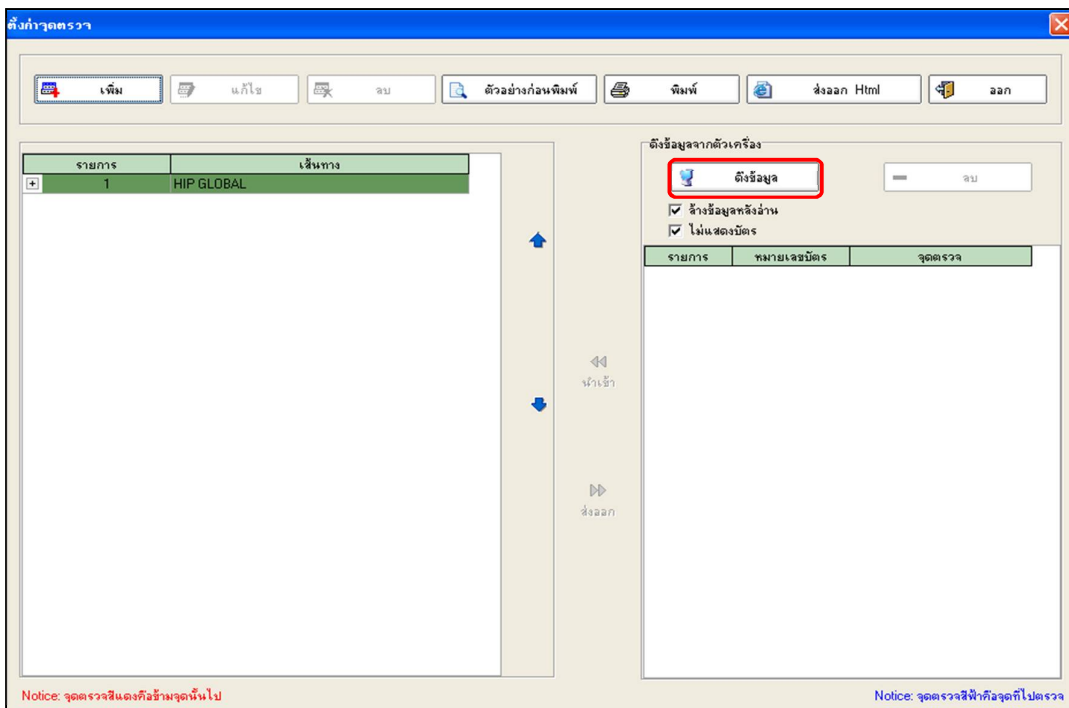 ตั้งค่าจุดตรวจ
เพิ่ม แก้ไข ลบ ตัวอย่างก่อนพิมพ์ พิมพ์ ส่งออก Html ออก
ดึงข้อมูลจากตัวเครื่อง
รายการ เส้นทาง
1 HIP GLOBAL
ดึงข้อมูล ลบ
ล้างข้อมูลหลังอ่าน
ไม่แสดงบัตร
รายการ หมายเลขบัตร จุดตรวจ
นำเข้า
ส่งออก
Notice: จุดตรวจสีแดงคือข้ามจุดนั้นไป
Notice: จุดตรวจสีฟ้าคือจุดที่ไปตรวจ